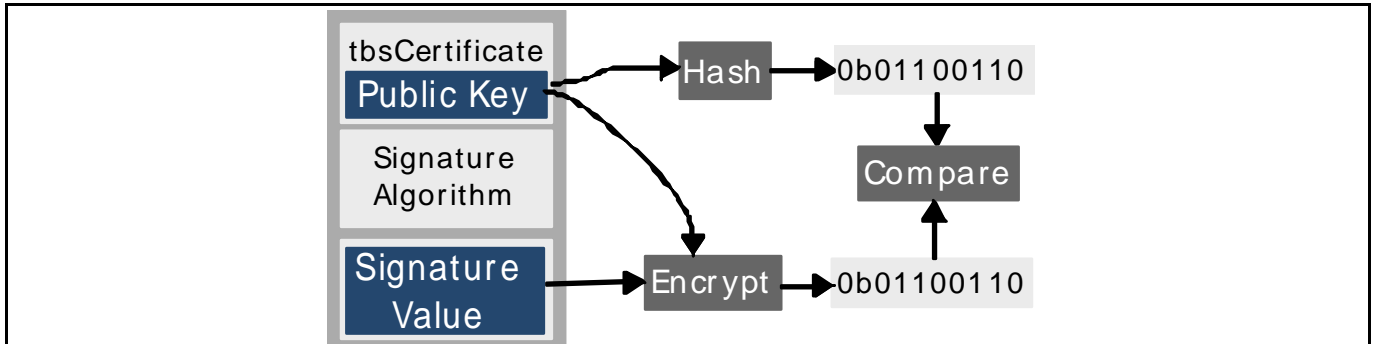 tbsCertificate
Public Key
Signature
Algorithm
Signature
Value
Hash
0b01100110
Compare
Encrypt
0b01100110